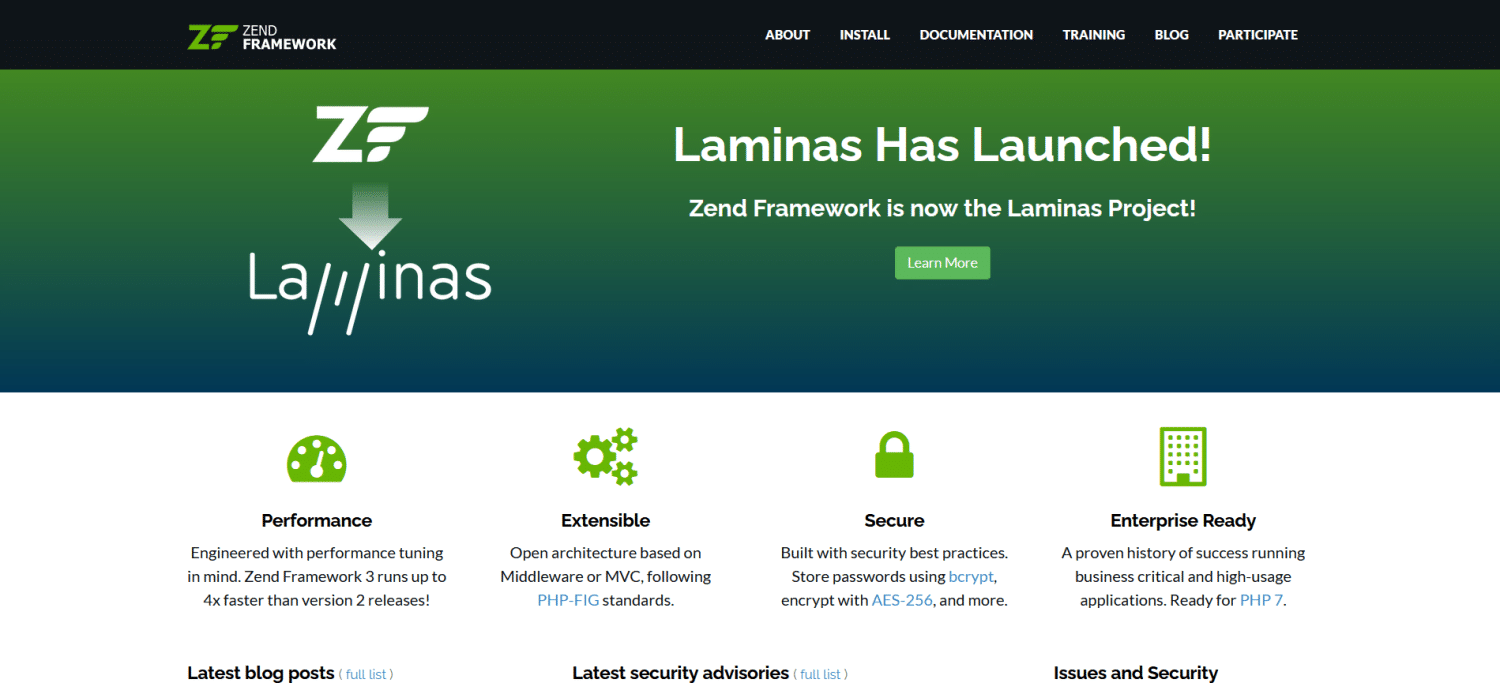 ZF ZEND
FRAMEWORK
ABOUT INSTALL DOCUMENTATION TRAINING BLOG PARTICIPATE
ZF
Laminas
Laminas Has Launched!
Zend Framework is now the Laminas Project!
Learn More
Performance
Engineered with performance tuning
in mind. Zend Framework 3 runs up to
4x faster than version 2 releases!
Extensible
Open architecture based on
Middleware or MVC, following
PHP-FIG standards.
Secure
Built with security best practices.
Store passwords using bcrypt,
encrypt with AES-256, and more.
Enterprise Ready
A proven history of success running
business critical and high-usage
applications. Ready for PHP 7.
Latest blog posts ( full list )
Latest security advisories ( full list )
Issues and Security